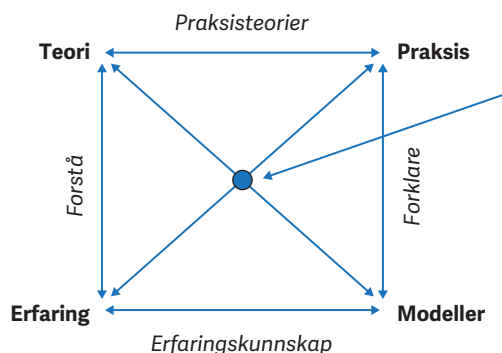 Praksisteorier
Teori
Praksis
Forstå
Forklare
Erfaring
Modeller
Erfaringskunnskap